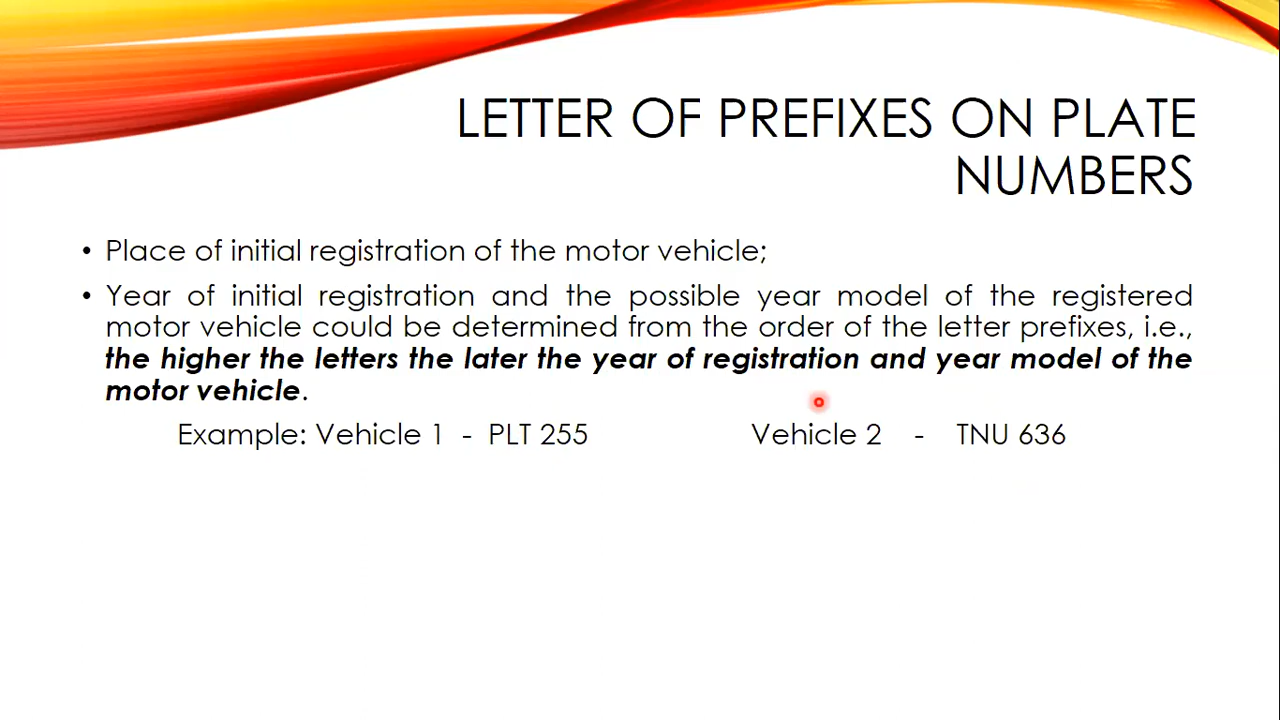 LETTER OF PREFIXES ON PLATE
NUMBERS
• Place of initial registration of the motor vehicle;
• Year of initial registration and the possible year model of the registered
motor vehicle could be determined from the order of the letter prefixes, i.e.,
the higher the letters the later the year of registration and year model of the
motor vehicle.
Example: Vehicle 1 - PLT 255 Vehicle 2 - TNU 636